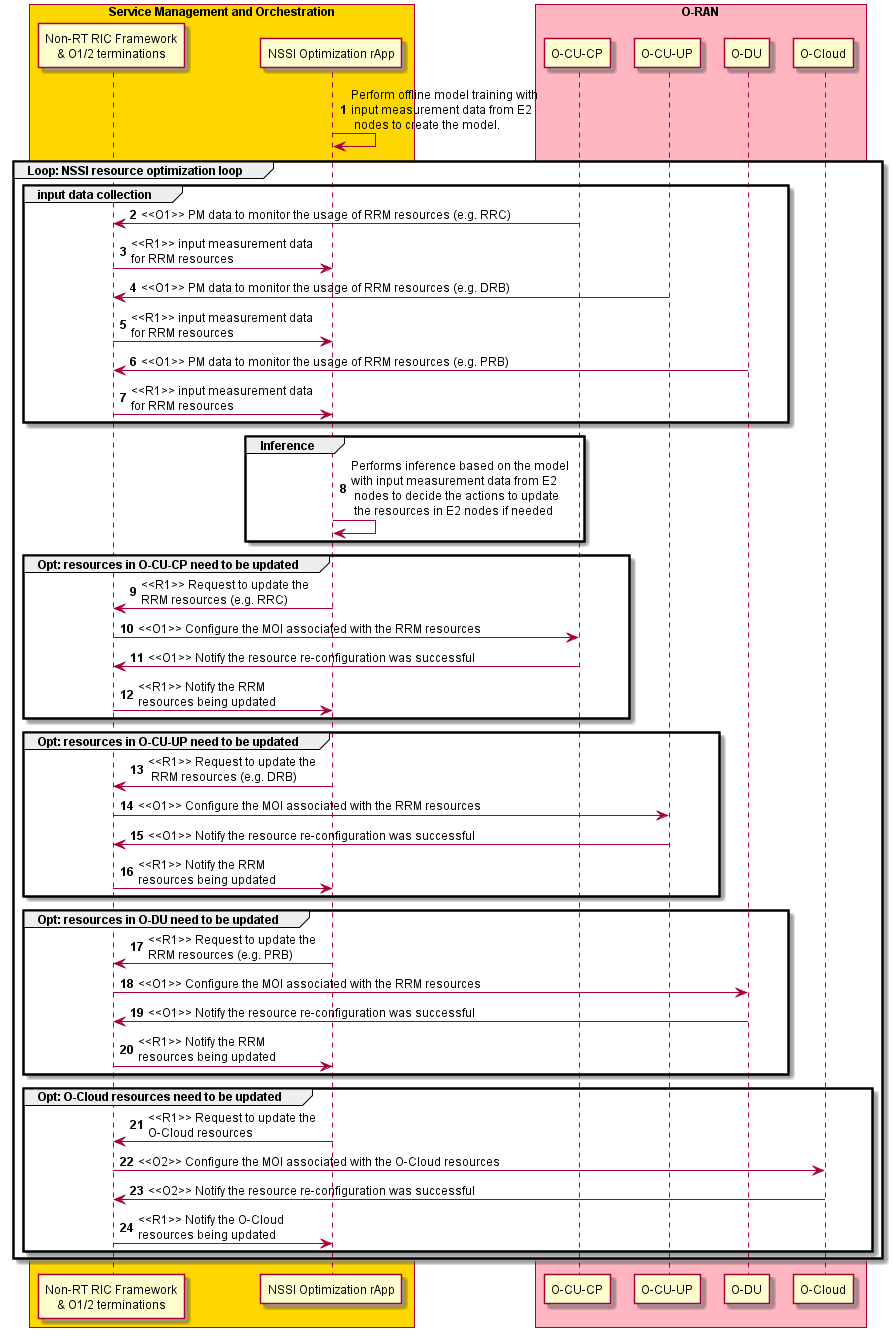 Service Management and Orchestration
O-RAN
Non-RT RIC Framework
& O1/2 terminations
NSSI Optimization rApp
O-CU-CP
O-CU-UP
O-DU
O-Cloud
Perform offline model training with
1 input measurement data from E2
nodes to create the model.
Loop: NSSI resource optimization loop
input data collection
2 <<O1>> PM data to monitor the usage of RRM resources (e.g. RRC)
3 <<R1>> input measurement data
for RRM resources
4 <<O1>> PM data to monitor the usage of RRM resources (e.g. DRB)
5 <<R1>> input measurement data
for RRM resources
6 <<O1>> PM data to monitor the usage of RRM resources (e.g. PRB)
7 <<R1>> input measurement data
for RRM resources
Inference
Performs inference based on the model
with input measurement data from E2
8 nodes to decide the actions to update
the resources in E2 nodes if needed
Opt: resources in O-CU-CP need to be updated
9 <<R1>> Request to update the
RRM resources (e.g. RRC)
10 <<O1>> Configure the MOI associated with the RRM resources
11 <<O1>> Notify the resource re-configuration was successful
12 <<R1>> Notify the RRM
resources being updated
Opt: resources in O-CU-UP need to be updated
13 <<R1>> Request to update the
RRM resources (e.g. DRB)
14 <<O1>> Configure the MOI associated with the RRM resources
15 <<O1>> Notify the resource re-configuration was successful
16 <<R1>> Notify the RRM
resources being updated
Opt: resources in O-DU need to be updated
17 <<R1>> Request to update the
RRM resources (e.g. PRB)
18 <<O1>> Configure the MOI associated with the RRM resources
19 <<O1>> Notify the resource re-configuration was successful
20 <<R1>> Notify the RRM
resources being updated
Opt: O-Cloud resources need to be updated
21 <<R1>> Request to update the
O-Cloud resources
22 <<O2>> Configure the MOI associated with the O-Cloud resources
23 <<O2>> Notify the resource re-configuration was successful
24 <<R1>> Notify the O-Cloud
resources being updated
Non-RT RIC Framework
& O1/2 terminations
NSSI Optimization rApp
O-CU-CP
O-CU-UP
O-DU
O-Cloud